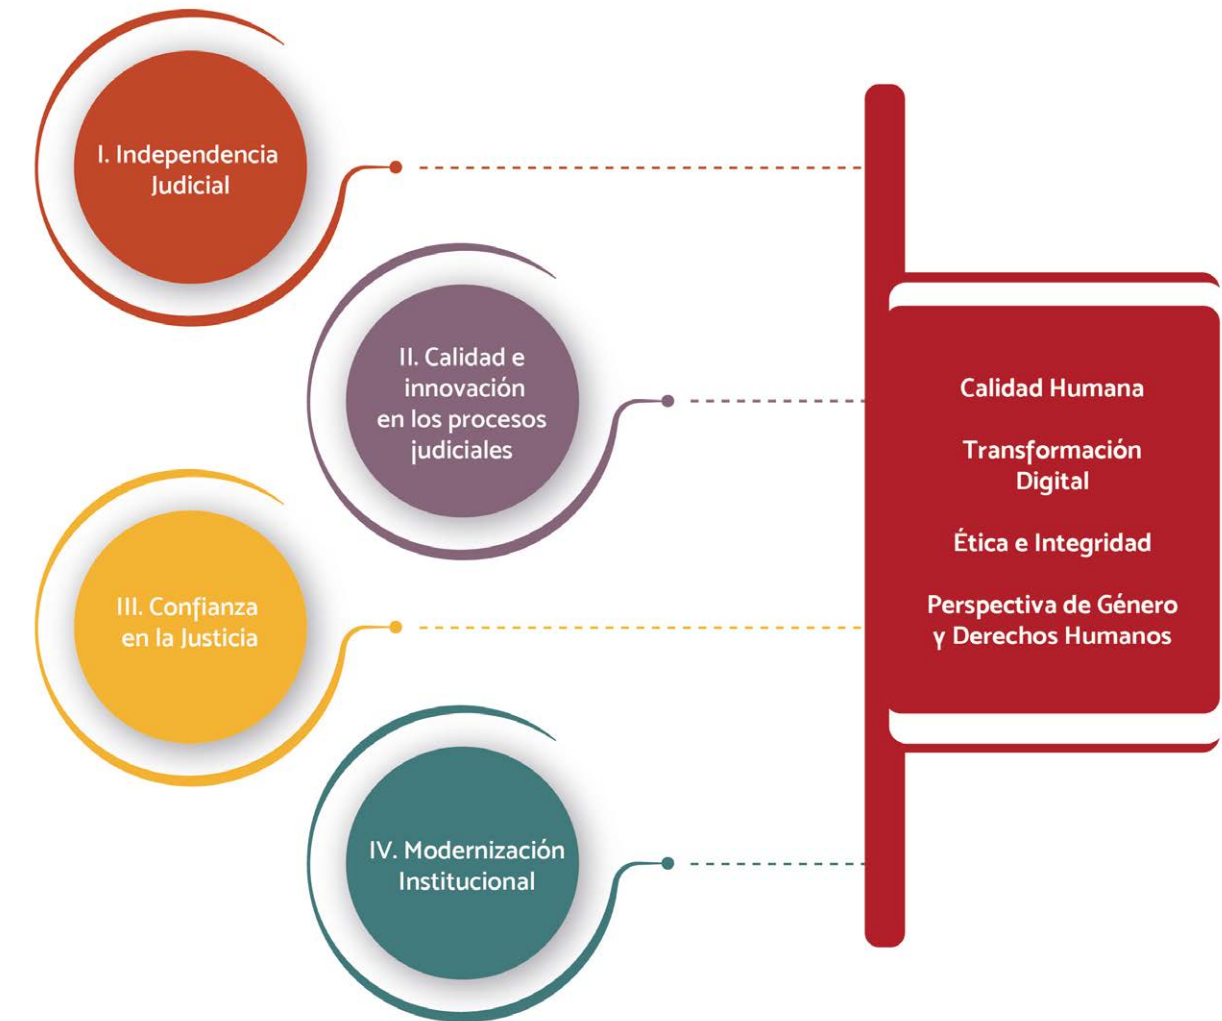 I. Independencia
Judicial
II. Calidad e
innovación
en los procesos
judiciales
III. Confianza
en la Justicia
IV. Modernización
Institucional
Calidad Humana
Transformación
Digital
Ética e Integridad
Perspectiva de Género
y Derechos Humanos